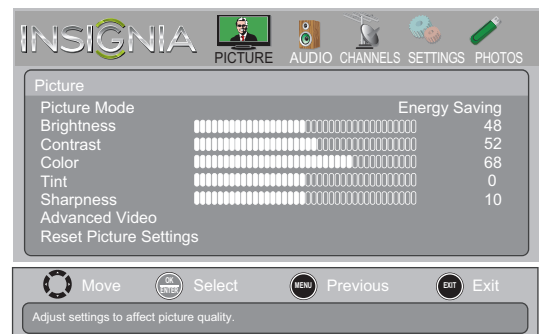 INSIGNIA
PICTURE AUDIO CHANNELS SETTINGS PHOTOS
Picture
Picture Mode Energy Saving
Brightness 48
Contrast 52
Color 68
Tint 0
Sharpness 10
Advanced Video
Reset Picture Settings
Move OK ENTER Select MENU Previous EXIT Exit
Adjust settings to affect picture quality.